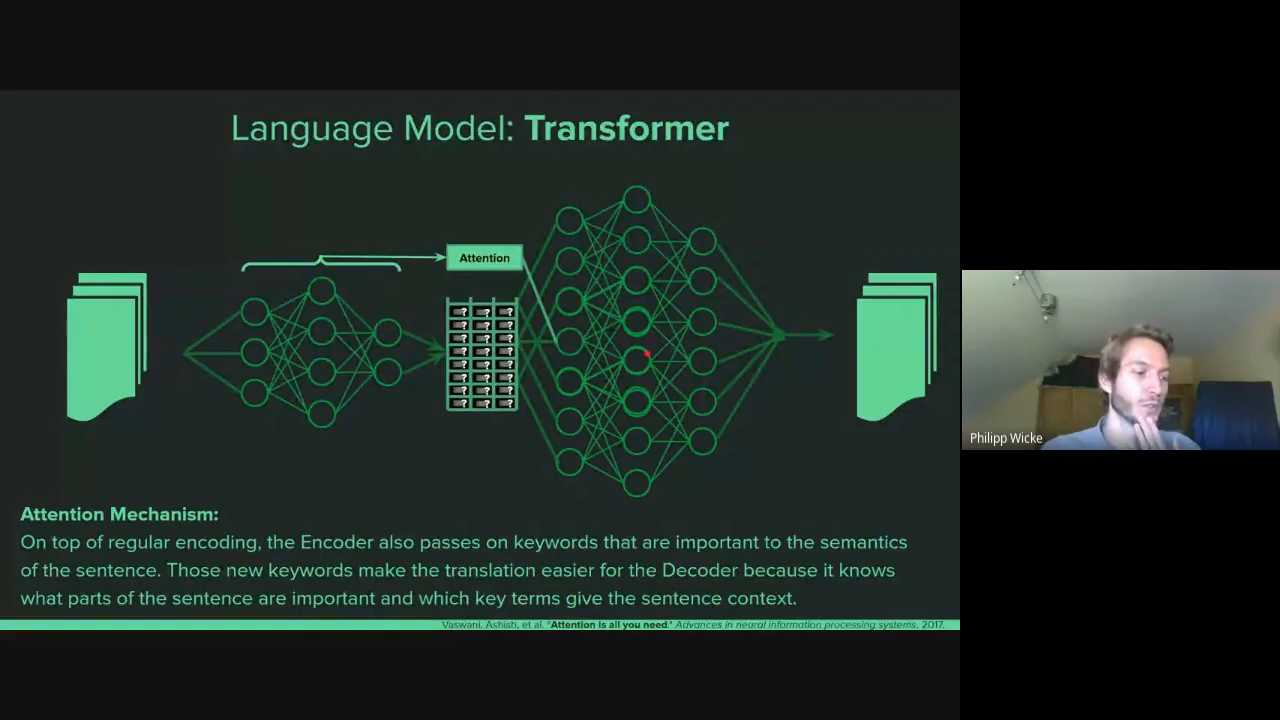 Language Model: Transformer
Attention
Attention Mechanism:
On top of regular encoding, the Encoder also passes on keywords that are important to the semantics
of the sentence. Those new keywords make the translation easier for the Decoder because it knows
what parts of the sentence are important and which key terms give the sentence context.
Vaswani, Ashish, et al. "Attention is all you need." Advances in neural information processing systems. 2017.
Philipp Wicke